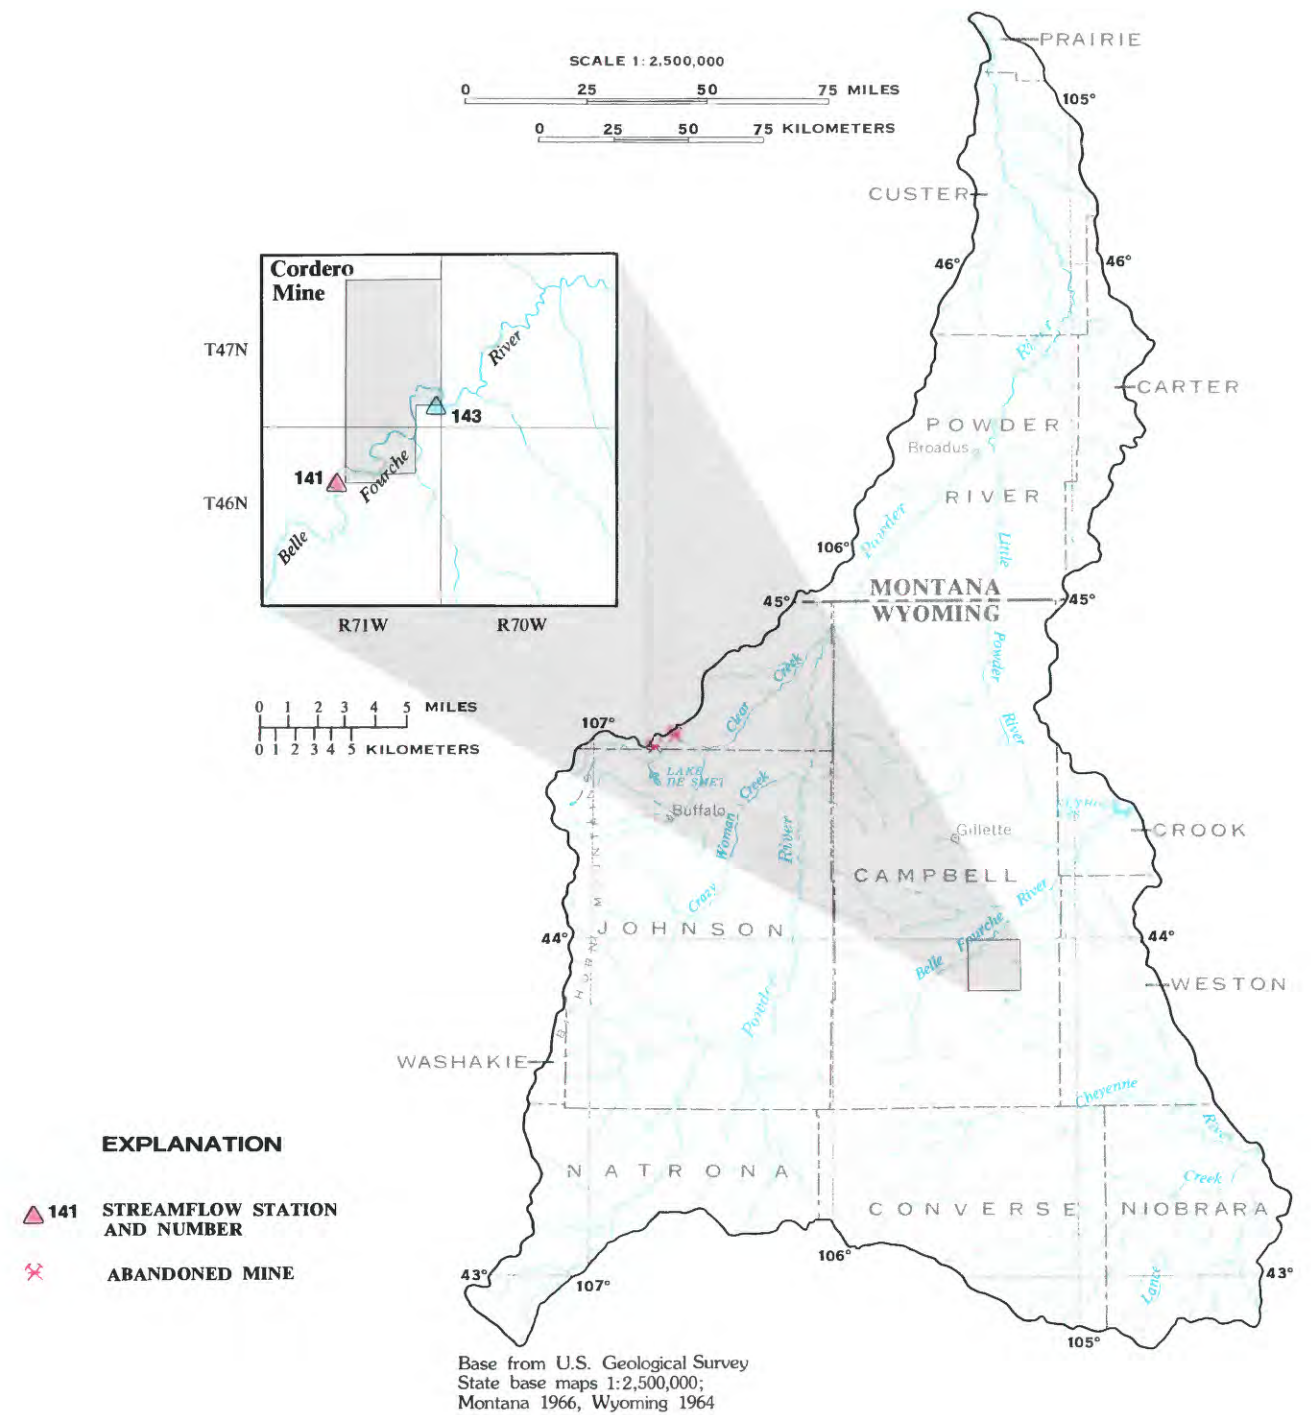 SCALE 1:2,500,000
0 25 50 75 MILES
0 25 50 75 KILOMETERS
PRAIRIE
105°
CUSTER
46°
46°
River
CARTER
POWDER
Broadus
RIVER
Powder
Little
106°
MONTANA
45°
45°
WYOMING
Cordero
Mine
T47N
River
143
141
Fourche
T46N
Belle
R71W
R70W
0 1 2 3 4 5 MILES
0 1 2 3 4 5 KILOMETERS
Creek
Clear
Powder
River
107°
LAKE
DE SMET
Creek
Buffalo
Woman
River
Crazy
Gillette
CROOK
CAMPBELL
River
Fourche
Belle
JOHNSON
HORN
MOUNTAINS
44°
44°
WESTON
Powder
WASHAKIE
Cheyenne
River
NATRONA
Creek
CONVERSE
NIOBRARA
Lance
106°
43°
107°
43°
105°
EXPLANATION
141 STREAMFLOW STATION
AND NUMBER
ABANDONED MINE
Base from U.S. Geological Survey
State base maps 1:2,500,000;
Montana 1966, Wyoming 1964